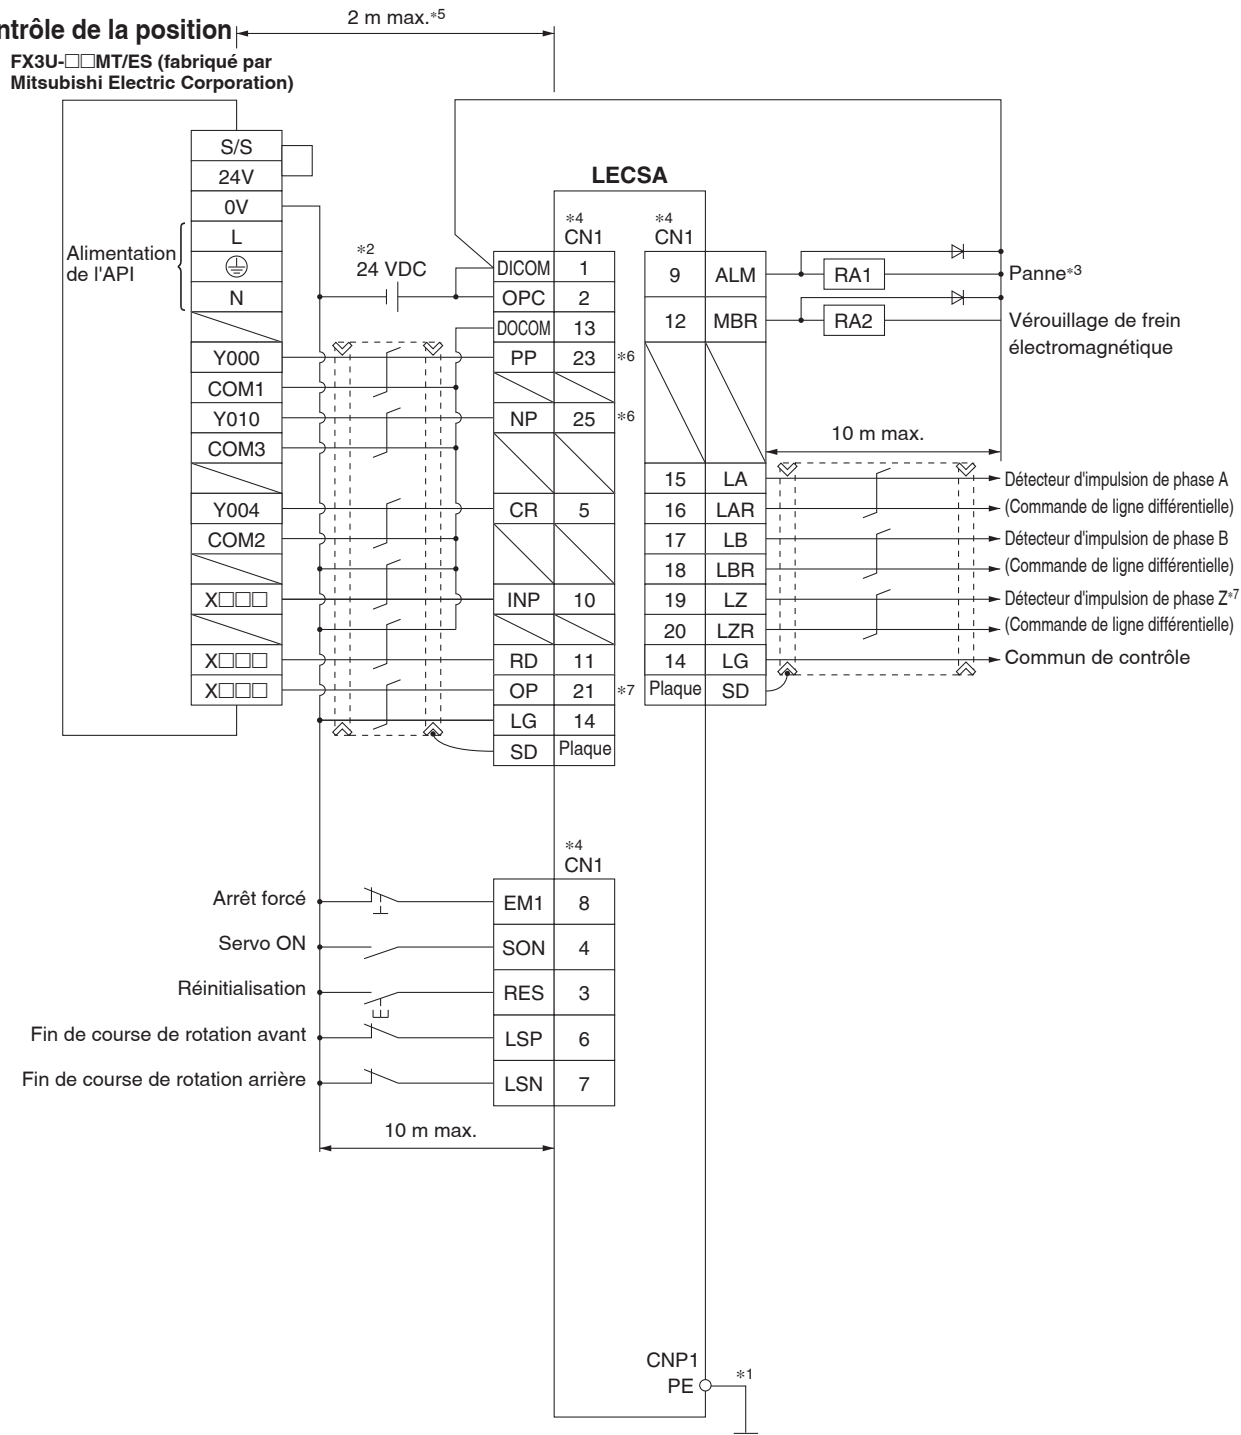 ntrôle de la position
2 m max.*5
FX3U-□□MT/ES (fabriqué par
Mitsubishi Electric Corporation)
S/S
24V
0V
L
N
Alimentation
de l'API
Y000
COM1
Y010
COM3
Y004
COM2
X□□□
X□□□
X□□□
*2
24 VDC
LECSA
*4
CN1
DICOM 1
OPC 2
DOCOM 13
PP 23 *6
NP 25 *6
CR 5
INP 10
RD 11
OP 21 *7
LG 14
SD Plaque
*4
CN1
9 ALM
12 MBR
15 LA
16 LAR
17 LB
18 LBR
19 LZ
20 LZR
14 LG
Plaque SD
RA1
Panne*3
RA2
Vérouillage de frein
électromagnétique
10 m max.
Détecteur d'impulsion de phase A
(Commande de ligne différentielle)
Détecteur d'impulsion de phase B
(Commande de ligne différentielle)
Détecteur d'impulsion de phase Z*7
(Commande de ligne différentielle)
Commun de contrôle
*4
CN1
Arrêt forcé EM1 8
Servo ON SON 4
Réinitialisation RES 3
Fin de course de rotation avant LSP 6
Fin de course de rotation arrière LSN 7
10 m max.
CNP1
PE *1